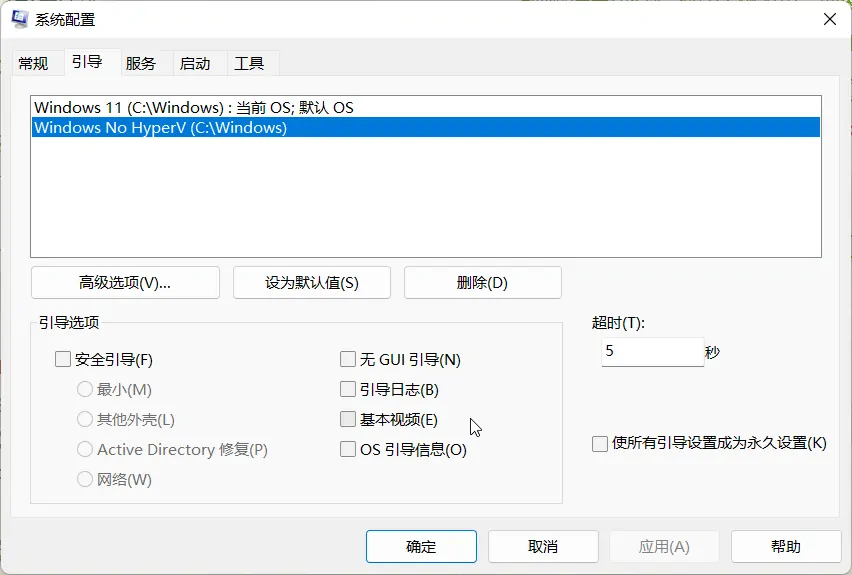 系统配置
常规 引导 服务 启动 工具
Windows 11 (C:\Windows) : 当前 OS; 默认 OS
Windows No HyperV (C:\Windows)
高级选项(V)... 设为默认值(S) 删除(D)
引导选项 超时(T):
安全引导(F) 无 GUI 引导(N) 5 秒
最小(M) 引导日志(B)
其他外壳(L) 基本视频(E)
Active Directory 修复(P) OS 引导信息(O) 使所有引导设置成为永久设置(K)
网络(W)
确定 取消 应用(A) 帮助